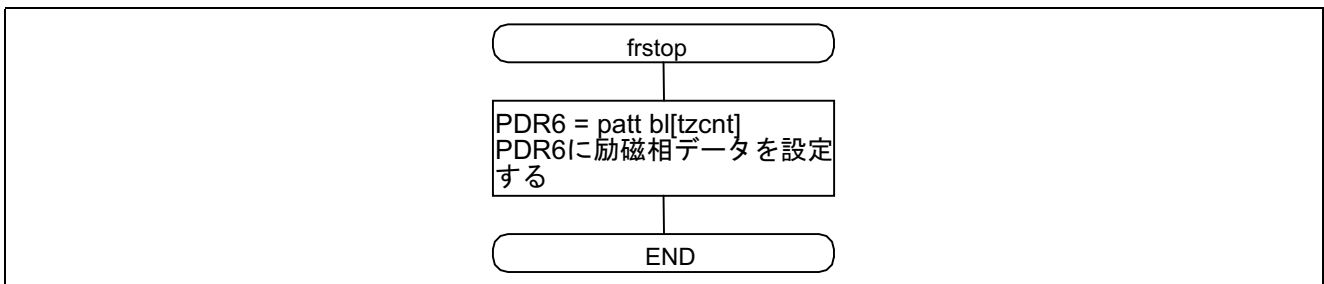 frstop
PDR6 = patt bl[tzcnt]
PDR6に励磁相データを設定
する
END